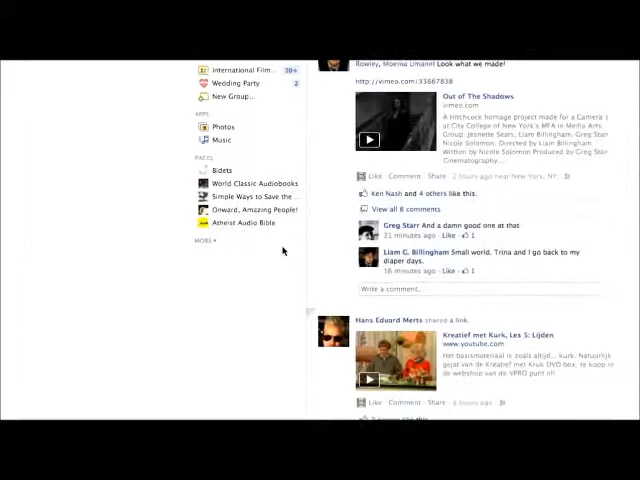 International Film... 20+
Wedding Party 2
New Group...
APPS
Photos
Music
PAGES
Bidets
World Classic Audiobooks
Simple Ways to Save the ...
Onward, Amazing People!
Atheist Audio Bible
MORE
Rowley, Look what we made!
http://vimeo.com/33667838
Out of The Shadows
vimeo.com
A Hitchcock homage project made for a Camera I
at City College of New York's MFA in Media Arts.
Group: Jeanette Sears, Liam Billingham, Greg Starr
Nicole Solomon. Directed by Liam Billingham.
Written by Nicole Solomon Produced by Greg Starr
Cinematography...
Like · Comment · Share · 2 hours ago near New York, NY
Ken Nash and 4 others like this.
View all 8 comments
Greg Starr And a damn good one at that
21 minutes ago · Like · 1
Liam G. Billingham Small world. Trina and I go back to my
diaper days.
16 minutes ago · Like · 1
Write a comment...
Hans Eduard Merts shared a link.
Kreatief met Kurk, Les 5: Lijden
www.youtube.com
Het basismateriaal is zoals altijd... kurk. Natuurlijk
gejat van de Kreatief met Kruk DVD-box, te koop in
de webshop van de VPRO punt nl!
Like · Comment · Share · hours ago